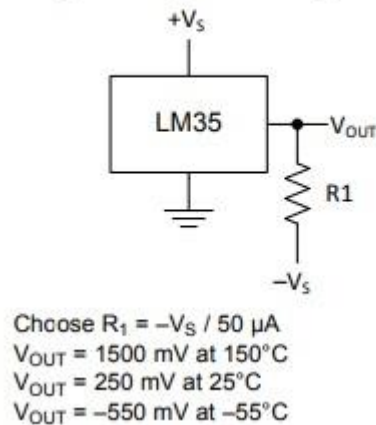 +VS
LM35
VOUT
R1
–VS
Choose R1 = –VS / 50 µA
VOUT = 1500 mV at 150°C
VOUT = 250 mV at 25°C
VOUT = –550 mV at –55°C